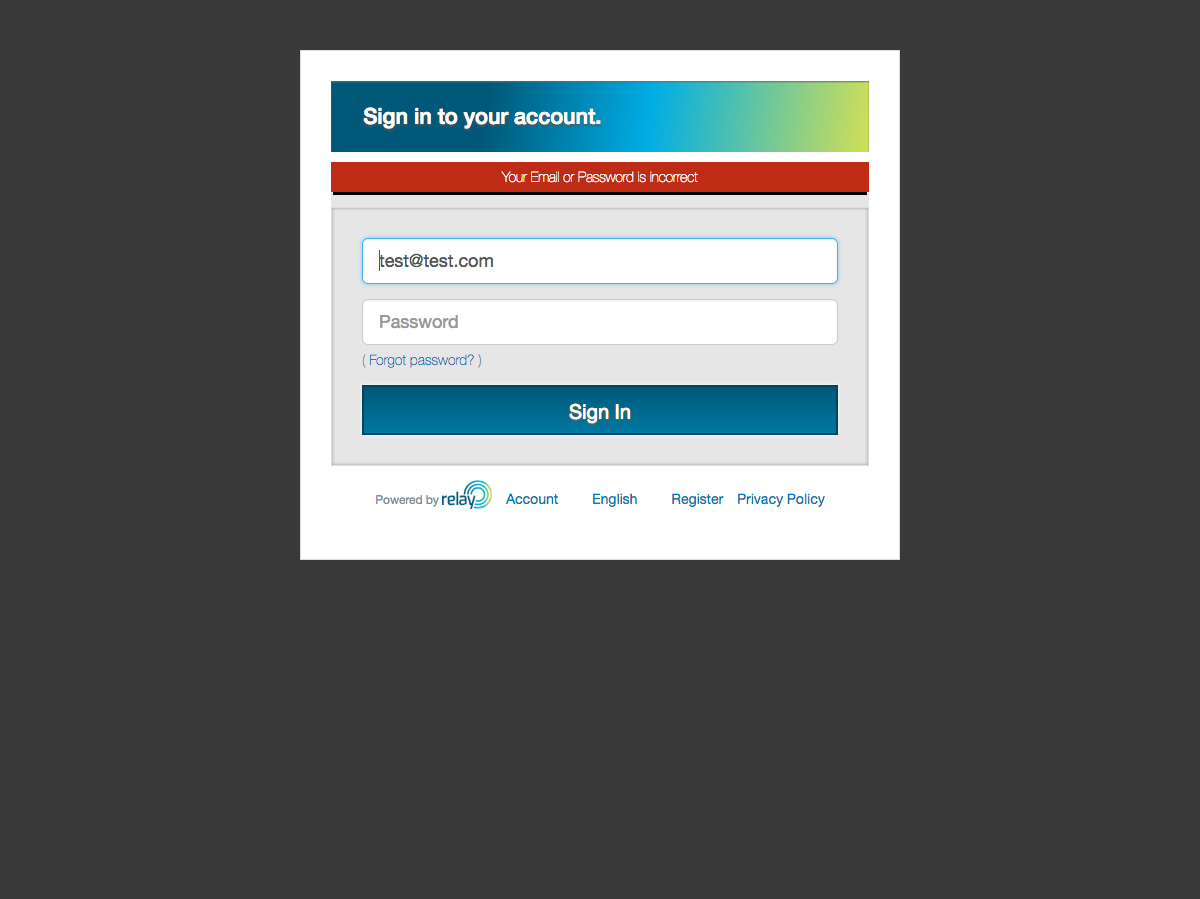 Sign in to your account.
Your Email or Password is incorrect
test@test.com
Password
( Forgot password? )
Sign In
Powered by relay Account English Register Privacy Policy